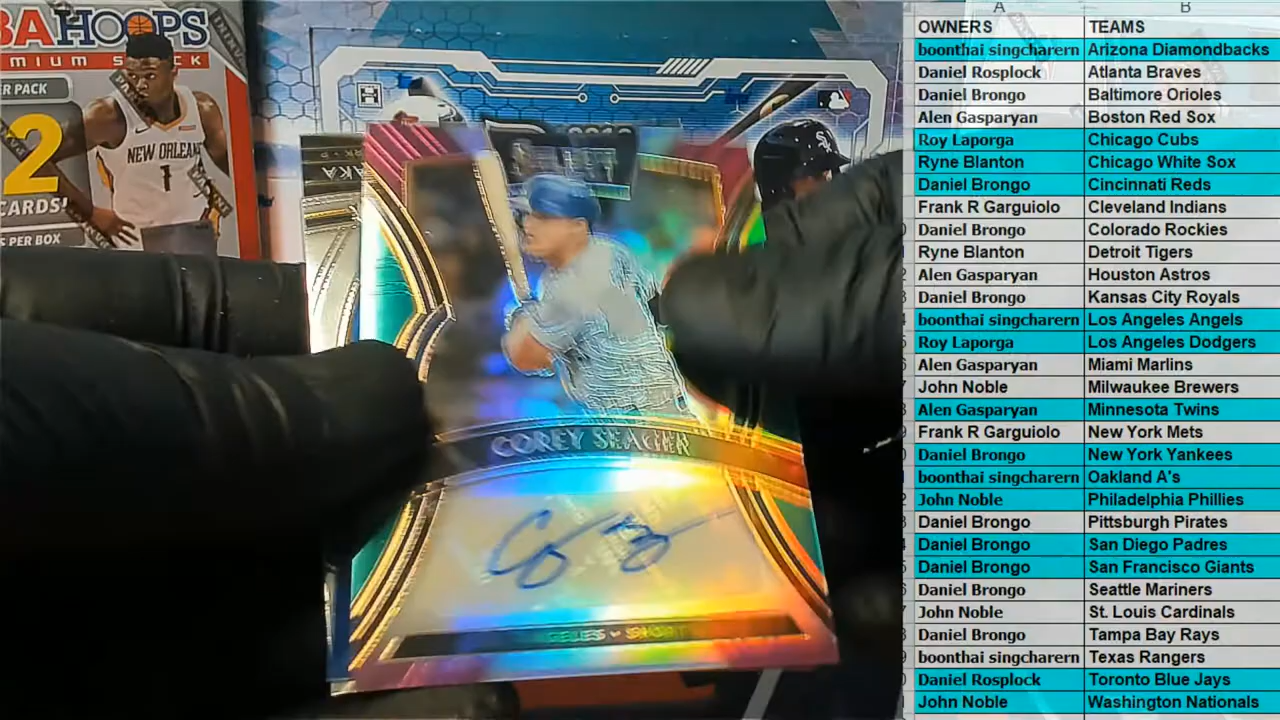 BAHOOPS
MIUM STOCK
ER PACK
2
CARDS!
S PER BOX
NEW ORLEANS
1
AKA
SELECT
COREY SEAGER
A
B
OWNERS TEAMS
boonthai singcharern Arizona Diamondbacks
Daniel Rosplock Atlanta Braves
Daniel Brongo Baltimore Orioles
Alen Gasparyan Boston Red Sox
Roy Laporga Chicago Cubs
Ryne Blanton Chicago White Sox
Daniel Brongo Cincinnati Reds
Frank R Garguiolo Cleveland Indians
Daniel Brongo Colorado Rockies
Ryne Blanton Detroit Tigers
Alen Gasparyan Houston Astros
Daniel Brongo Kansas City Royals
boonthai singcharern Los Angeles Angels
Roy Laporga Los Angeles Dodgers
Alen Gasparyan Miami Marlins
John Noble Milwaukee Brewers
Alen Gasparyan Minnesota Twins
Frank R Garguiolo New York Mets
Daniel Brongo New York Yankees
boonthai singcharern Oakland A's
John Noble Philadelphia Phillies
Daniel Brongo Pittsburgh Pirates
Daniel Brongo San Diego Padres
Daniel Brongo San Francisco Giants
Daniel Brongo Seattle Mariners
John Noble St. Louis Cardinals
Daniel Brongo Tampa Bay Rays
boonthai singcharern Texas Rangers
Daniel Rosplock Toronto Blue Jays
John Noble Washington Nationals